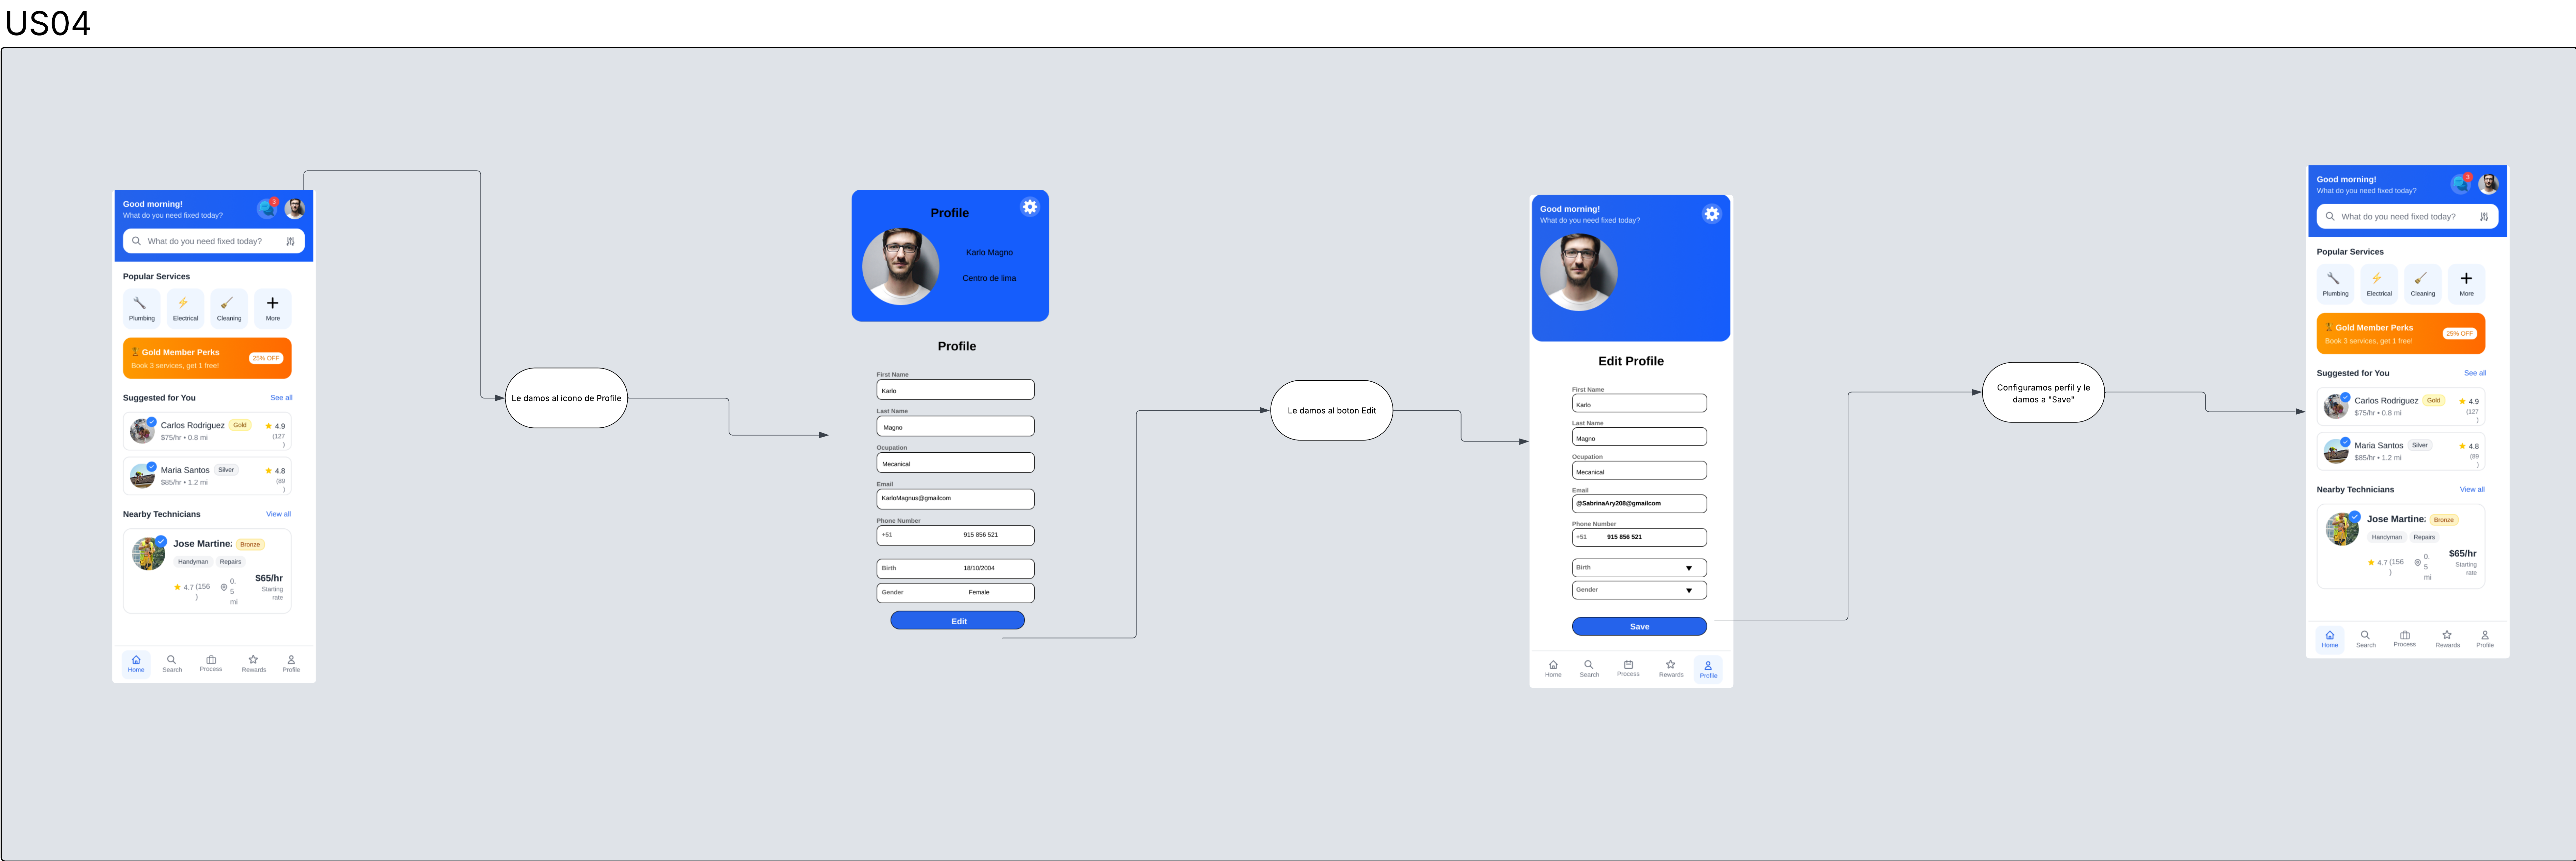 US04
Good morning!
3
What do you need fixed today?
What do you need fixed today?
Popular Services
Plumbing
Electrical
Cleaning
More
Gold Member Perks
Book 3 services, get 1 free!
25% OFF
Suggested for You
See all
Carlos Rodriguez
Gold
4.9
$75/hr • 0.8 mi
(127
)
Maria Santos
Silver
4.8
$85/hr • 1.2 mi
(89
)
Nearby Technicians
View all
Jose Martine
Bronze
Handyman
Repairs
4.7 (156
)
0.
5
mi
$65/hr
Starting
rate
Home
Search
Process
Rewards
Profile
Le damos al icono de Profile
Profile
Karlo Magno
Centro de lima
Profile
First Name
Karlo
Last Name
Magno
Ocupation
Mecanical
Email
KarloMagnus@gmailcom
Phone Number
+51 915 856 521
Birth 18/10/2004
Gender Female
Edit
Le damos al boton Edit
Good morning!
What do you need fixed today?
Edit Profile
First Name
Karlo
Last Name
Magno
Ocupation
Mecanical
Email
@SabrinaAry208@gmailcom
Phone Number
+51 915 856 521
Birth
Gender
Save
Home
Search
Process
Rewards
Profile
Configuramos perfil y le
damos a "Save"
Good morning!
3
What do you need fixed today?
What do you need fixed today?
Popular Services
Plumbing
Electrical
Cleaning
More
Gold Member Perks
Book 3 services, get 1 free!
25% OFF
Suggested for You
See all
Carlos Rodriguez
Gold
4.9
$75/hr • 0.8 mi
(127
)
Maria Santos
Silver
4.8
$85/hr • 1.2 mi
(89
)
Nearby Technicians
View all
Jose Martine
Bronze
Handyman
Repairs
4.7 (156
)
0.
5
mi
$65/hr
Starting
rate
Home
Search
Process
Rewards
Profile